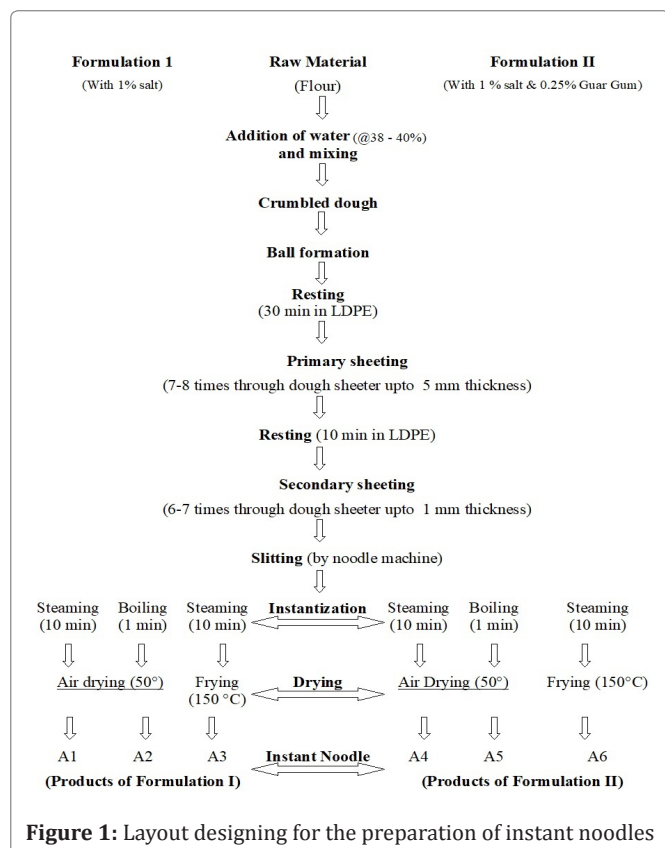 Formulation 1 Raw Material Formulation II
(With 1% salt) (Flour) (With 1 % salt & 0.25% Guar Gum)
Addition of water (@38 - 40%)
and mixing
Crumbled dough
Ball formation
Resting
(30 min in LDPE)
Primary sheeting
(7-8 times through dough sheeter upto 5 mm thickness)
Resting (10 min in LDPE)
Secondary sheeting
(6-7 times through dough sheeter upto 1 mm thickness)
Slitting (by noodle machine)
Steaming Boiling Steaming Instantization Steaming Boiling Steaming
(10 min) (1 min) (10 min) (10 min) (1 min) (10 min)
Air drying (50°) Frying Drying Air Drying (50°) Frying (150°C)
(150 °C)
A1 A2 A3 Instant Noodle A4 A5 A6
(Products of Formulation I) (Products of Formulation II)
Figure 1: Layout designing for the preparation of instant noodles